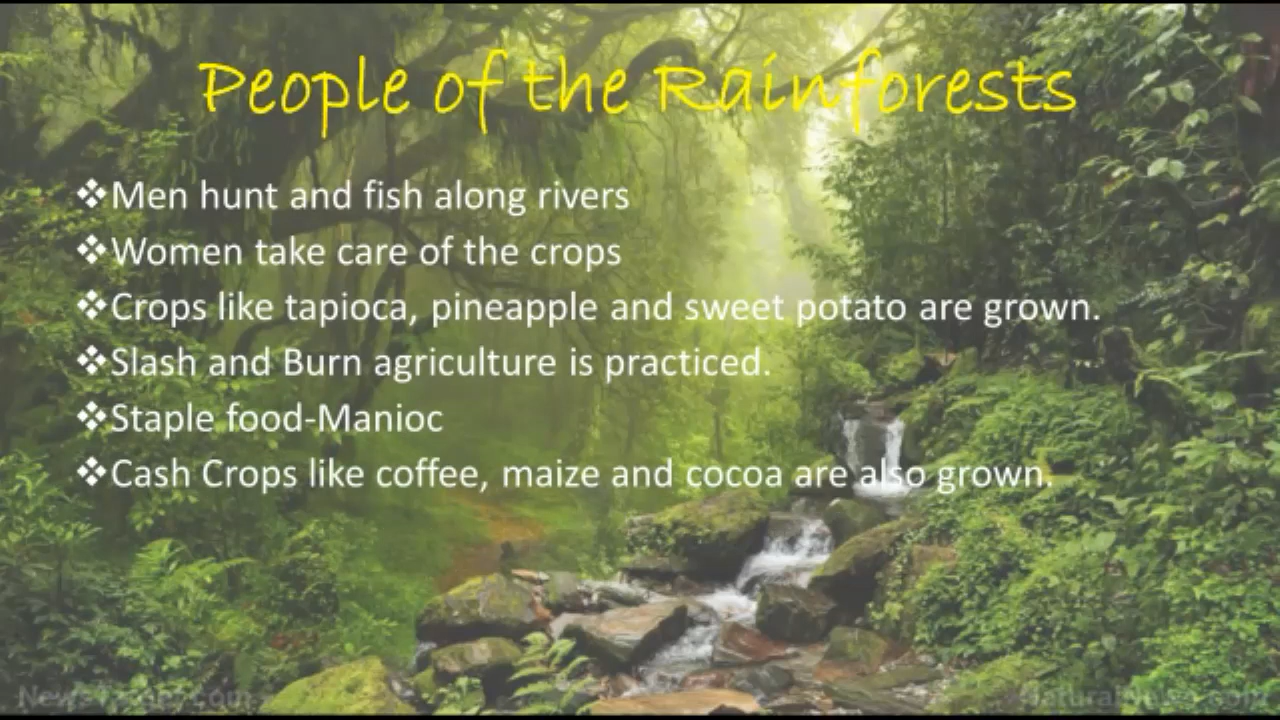 People of the Rainforests
❖Men hunt and fish along rivers
❖Women take care of the crops
❖Crops like tapioca, pineapple and sweet potato are grown.
❖Slash and Burn agriculture is practiced.
❖Staple food-Manioc
❖Cash Crops like coffee, maize and cocoa are also grown.